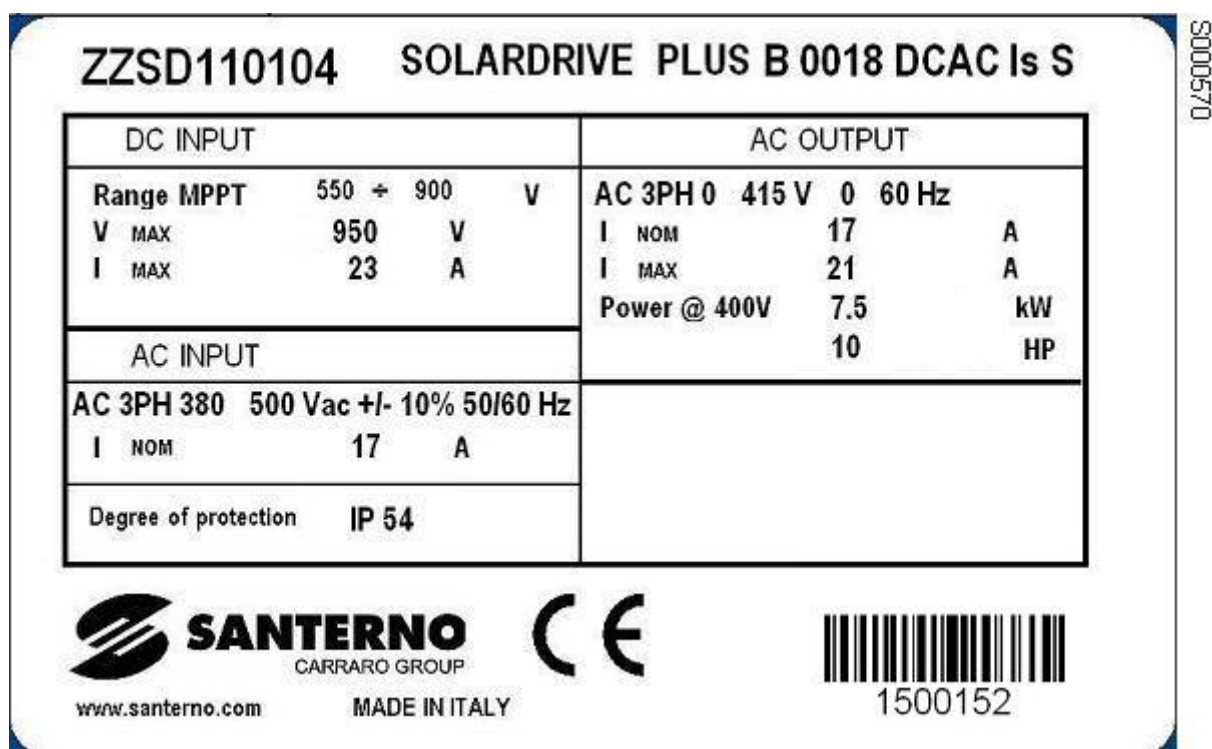 ZZSD110104 SOLARDRIVE PLUS B 0018 DCAC Is S
DC INPUT
Range MPPT 550 ÷ 900 V
V MAX 950 V
I MAX 23 A
AC INPUT
AC 3PH 380 500 Vac +/- 10% 50/60 Hz
I NOM 17 A
Degree of protection IP 54
AC OUTPUT
AC 3PH 0 415 V 0 60 Hz
I NOM 17 A
I MAX 21 A
Power @ 400V 7.5 kW
10 HP
SANTERNO
CARRARO GROUP
CE
www.santerno.com MADE IN ITALY
1500152
S000570